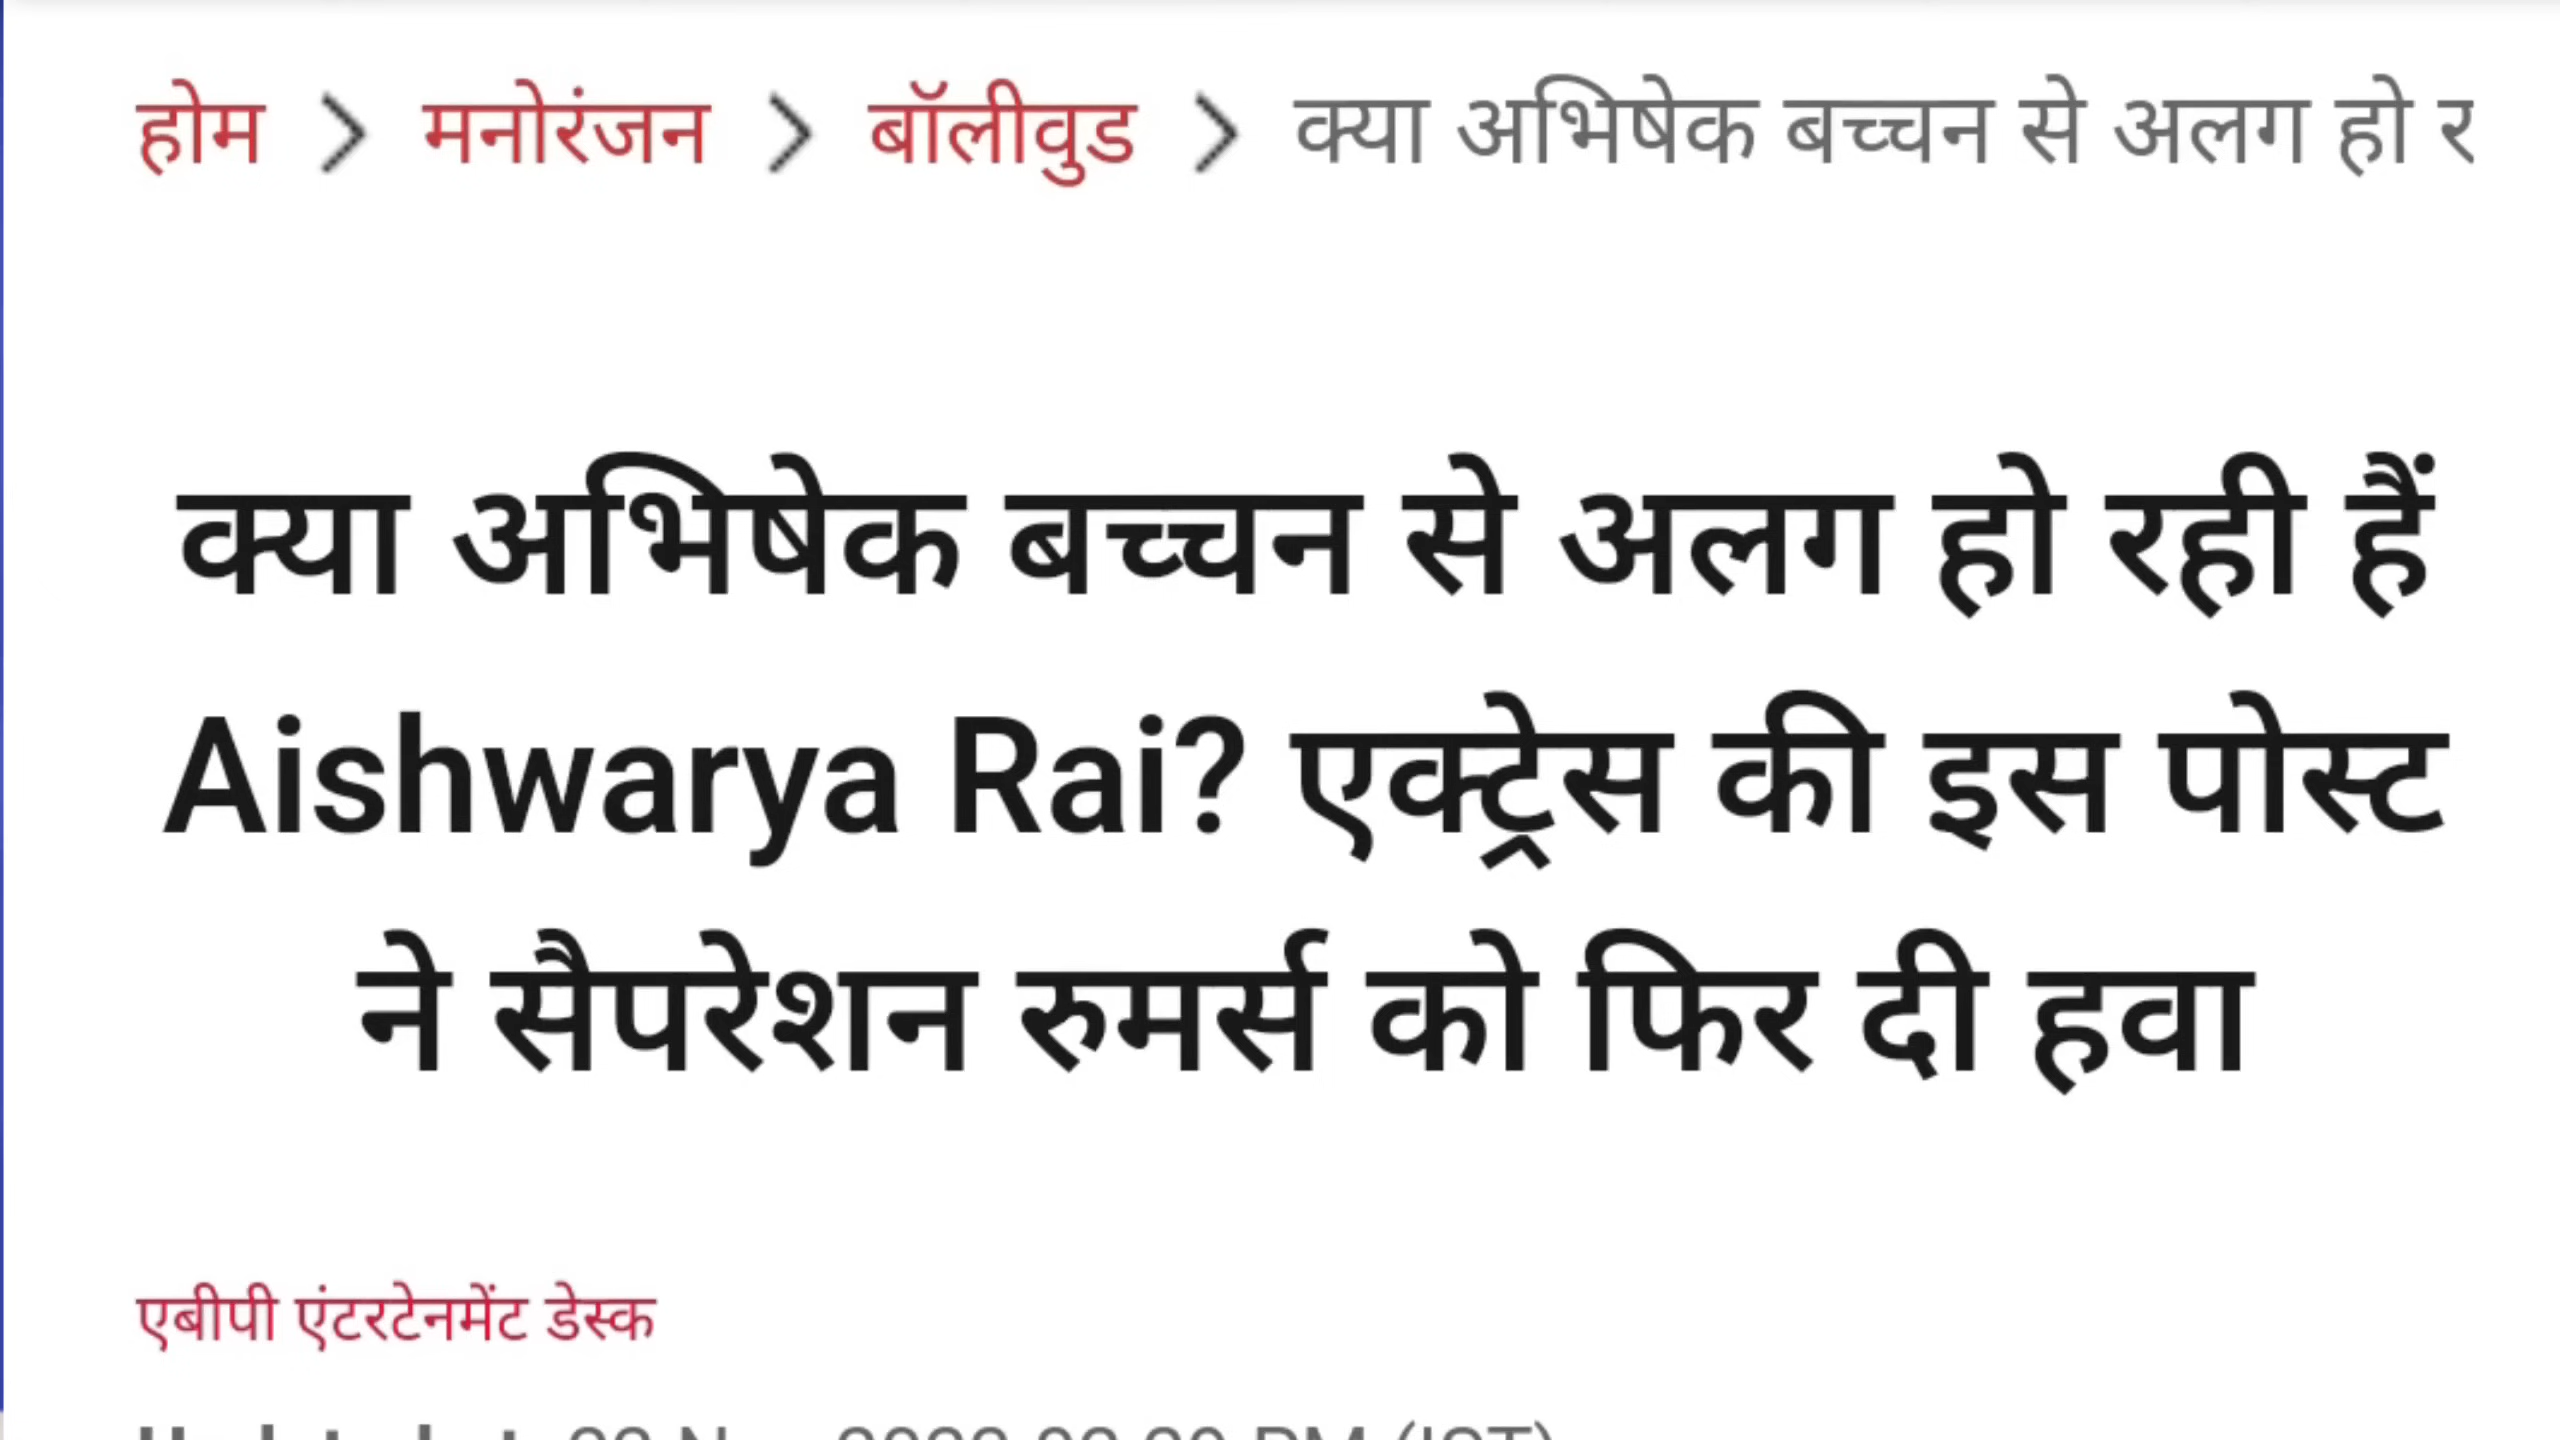 होम > मनोरंजन > बॉलीवुड > क्या अभिषेक बच्चन से अलग हो र
क्या अभिषेक बच्चन से अलग हो रही हैं
Aishwarya Rai? एक्ट्रेस की इस पोस्ट
ने सैपरेशन रुमर्स को फिर दी हवा
एबीपी एंटरटेनमेंट डेस्क